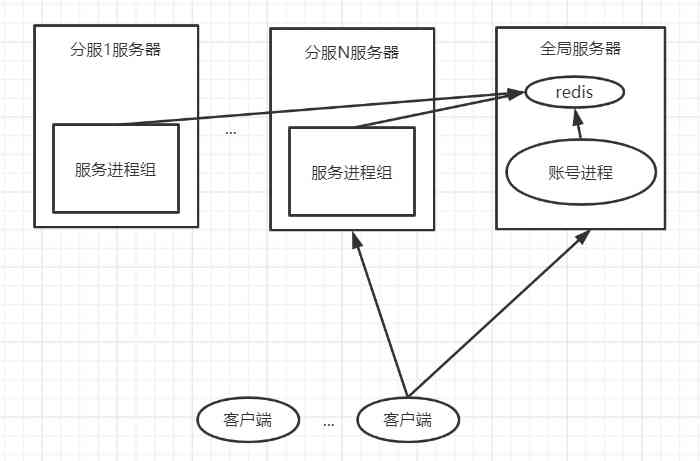 分服1服务器
分服N服务器
全局服务器
redis
...
服务进程组
服务进程组
账号进程
客户端
...
客户端